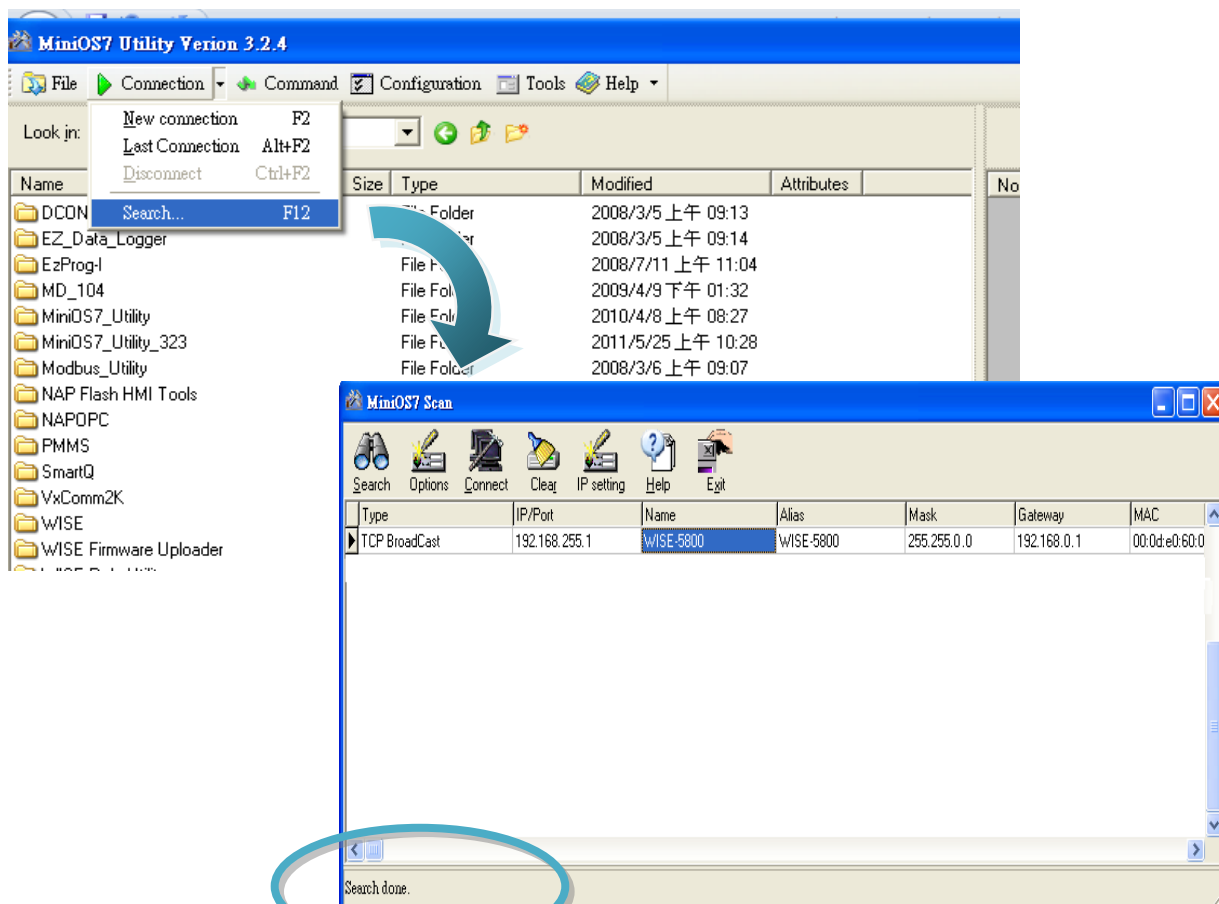 MiniOS7 Utility Verion 3.2.4
File Connection Command Configuration Tools Help
Look in:
New connection F2
Last Connection Alt+F2
Disconnect Ctrl+F2
Search... F12
Name Size Type Modified Attributes No
DCON File Folder 2008/3/5 上午 09:13
EZ_Data_Logger 2008/3/5 上午 09:14
EzProg-I File 2008/7/11 上午 11:04
MD_104 File 2009/4/9 下午 01:32
MiniOS7_Utility File 2010/4/8 上午 08:27
MiniOS7_Utility_323 File 2011/5/25 上午 10:28
Modbus_Utility File Folder 2008/3/6 上午 09:07
NAP Flash HMI Tools
NAPOPC
PMMS
SmartQ
VxComm2K
WISE
WISE Firmware Uploader
MiniOS7 Scan
Search Options Connect Clear IP setting Help Exit
Type IP/Port Name Alias Mask Gateway MAC
TCP BroadCast 192.168.255.1 WISE-5800 WISE-5800 255.255.0.0 192.168.0.1 00:0d:e0:60:0
Search done.